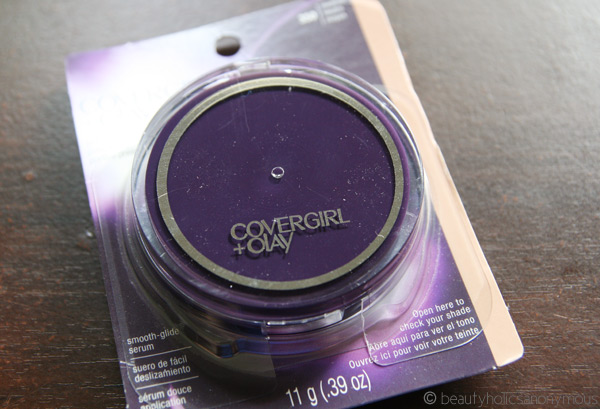 COVERGIRL
+OLAY
smooth-glide
serum
suero de fácil
deslizamiento
sérum douce
application
Open here to
check your shade
Abre aquí para ver el tono
Ouvrez ici pour voir votre teinte
11 g (.39 oz)
© beautyholicsanonymous